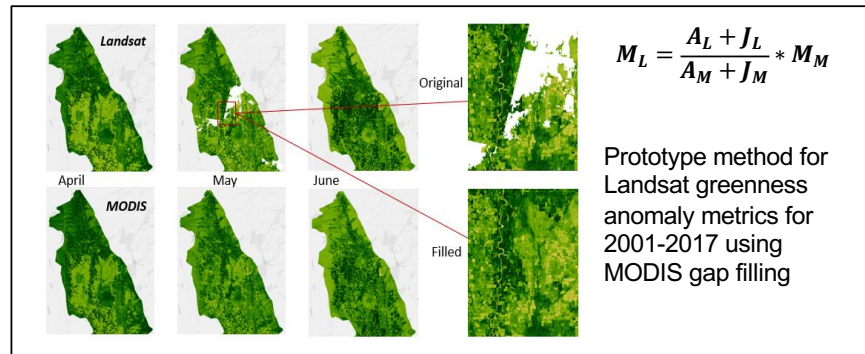 Landsat
Original
April
May
June
MODIS
Filled
M_L = (A_L + J_L) / (A_M + J_M) * M_M
Prototype method for
Landsat greenness
anomaly metrics for
2001-2017 using
MODIS gap filling